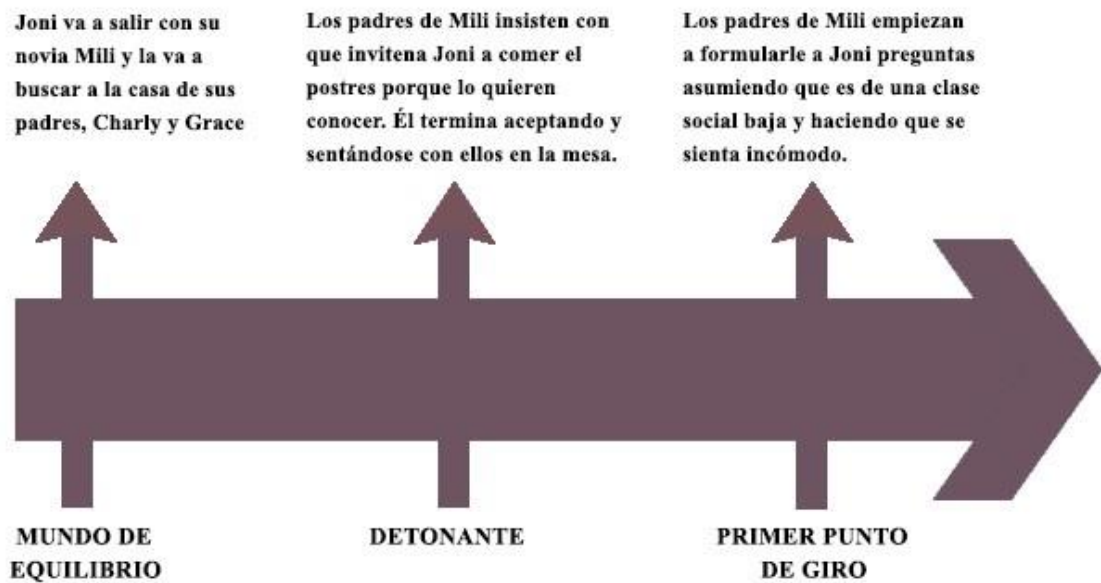 Joni va a salir con su
novia Mili y la va a
buscar a la casa de sus
padres, Charly y Grace
Los padres de Mili insisten con
que invitena Joni a comer el
postres porque lo quieren
conocer. Él termina aceptando y
sentándose con ellos en la mesa.
Los padres de Mili empiezan
a formularle a Joni preguntas
asumiendo que es de una clase
social baja y haciendo que se
sienta incómodo.
MUNDO DE
EQUILIBRIO
DETONANTE
PRIMER PUNTO
DE GIRO